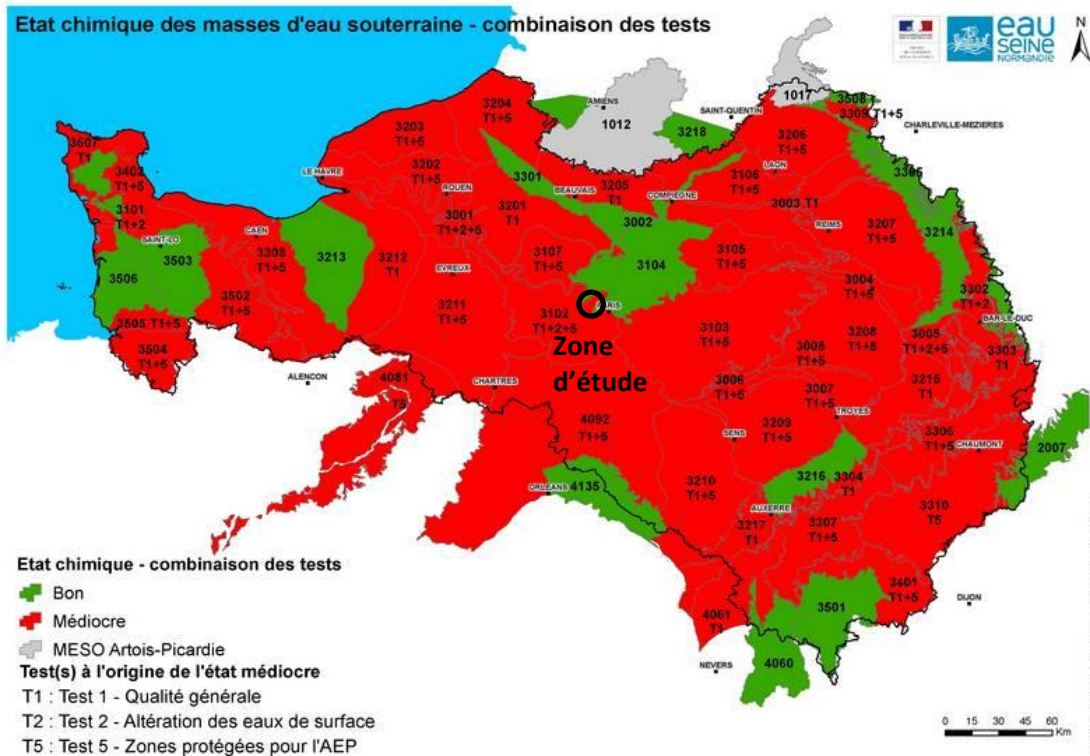 Etat chimique des masses d'eau souterraine - combinaison des tests
eau
SEINE
NORMANDIE
N
AMIENS
1012
SAINT-QUENTIN
3218
1017
3508
3309 T1+5
CHARLEVILLE-MEZIERES
3204
T1+5
3203
T1+5
3206
T1+5
LAON
3507
T1
3402
T1+5
LE HAVRE
3202
T1+5
ROUEN
3301
BEAUVAIS
3205
T1
COMPIEGNE
3106
T1+5
3003 T1
3101
T1+2
SAINT-LO
3503
3506
CAEN
3308
T1+5
3213
3212
T1
3001
T1+2+5
3201
T1
3002
REIMS
3207
T1+5
3214
EVREUX
3107
T1+5
3104
3105
T1+5
3004
T1+5
3302
T1+2
BAR-LE-DUC
3502
T1+5
3211
T1+5
3102
T1+2+5
Zone
d'étude
3103
T1+5
3208
T1+5
3005
T1+2+5
3303
T1
3505 T1+5
3504
T1+5
ALENCON
4081
T5
CHARTRES
3008
T1+5
3006
T1+5
3007
T1+5
TROYES
3215
T1
4092
T1+5
SENS
3209
T1+5
3306
T1+5
CHAUMONT
2007
ORLEANS
4135
3210
T1+5
3216
3304
T1
AUXERRE
3217
T1
3307
T1+5
3310
T5
3401
T1+5
DIJON
3501
4061
T1
NEVERS
4060
Etat chimique - combinaison des tests
Bon
Médiocre
MESO Artois-Picardie
Test(s) à l'origine de l'état médiocre
T1 : Test 1 - Qualité générale
T2 : Test 2 - Altération des eaux de surface
T5 : Test 5 - Zones protégées pour l'AEP
0 15 30 45 60
Km